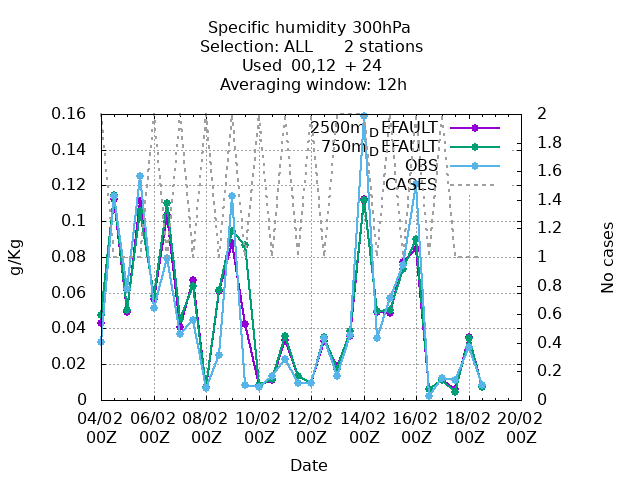 Specific humidity 300hPa
Selection: ALL 2 stations
Used 00,12 + 24
Averaging window: 12h
2500m_DEFAULT
750m_DEFAULT
OBS
CASES
g/Kg
0.16
0.14
0.12
0.1
0.08
0.06
0.04
0.02
0
No cases
2
1.8
1.6
1.4
1.2
1
0.8
0.6
0.4
0.2
0
04/02 06/02 08/02 10/02 12/02 14/02 16/02 18/02 20/02
00Z 00Z 00Z 00Z 00Z 00Z 00Z 00Z 00Z
Date